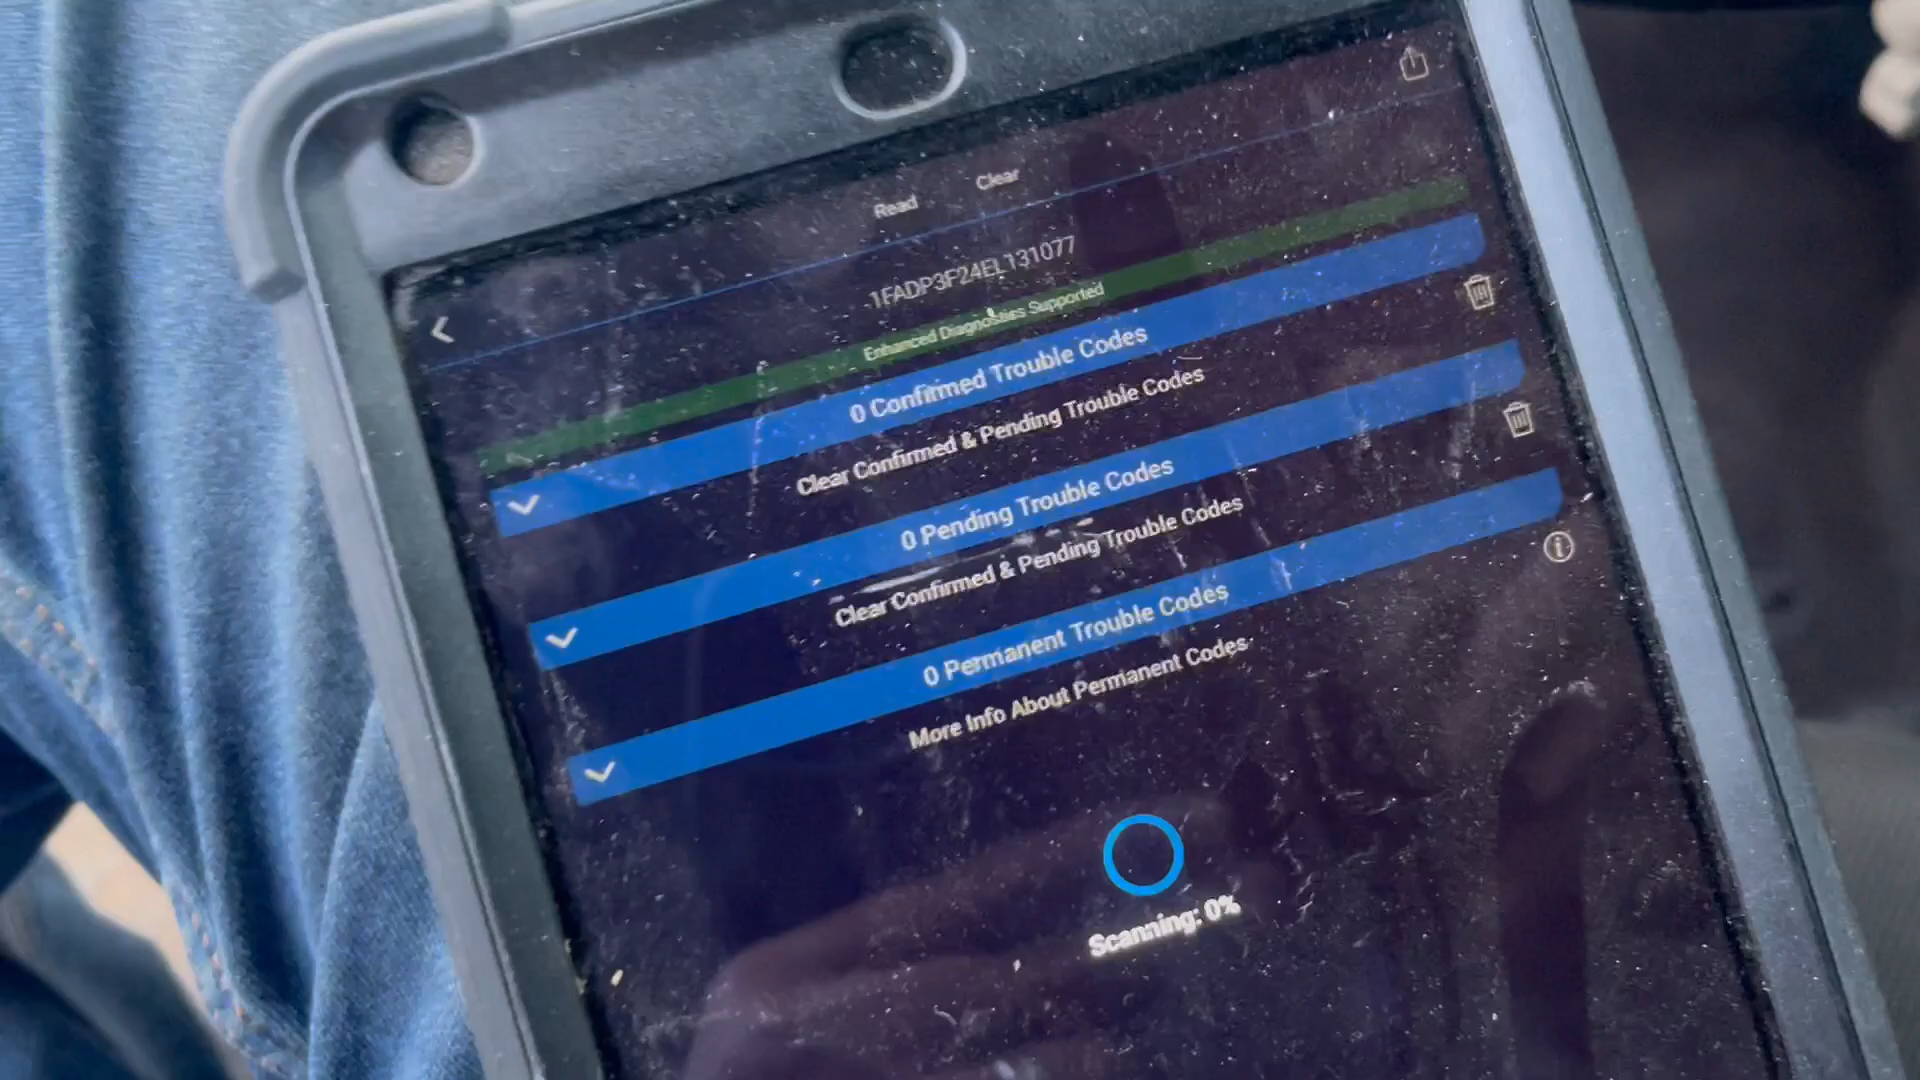 Read Clear
1FADP3F24EL131077
Enhanced Diagnostics Supported
0 Confirmed Trouble Codes
Clear Confirmed & Pending Trouble Codes
0 Pending Trouble Codes
Clear Confirmed & Pending Trouble Codes
0 Permanent Trouble Codes
More Info About Permanent Codes
Scanning: 0%